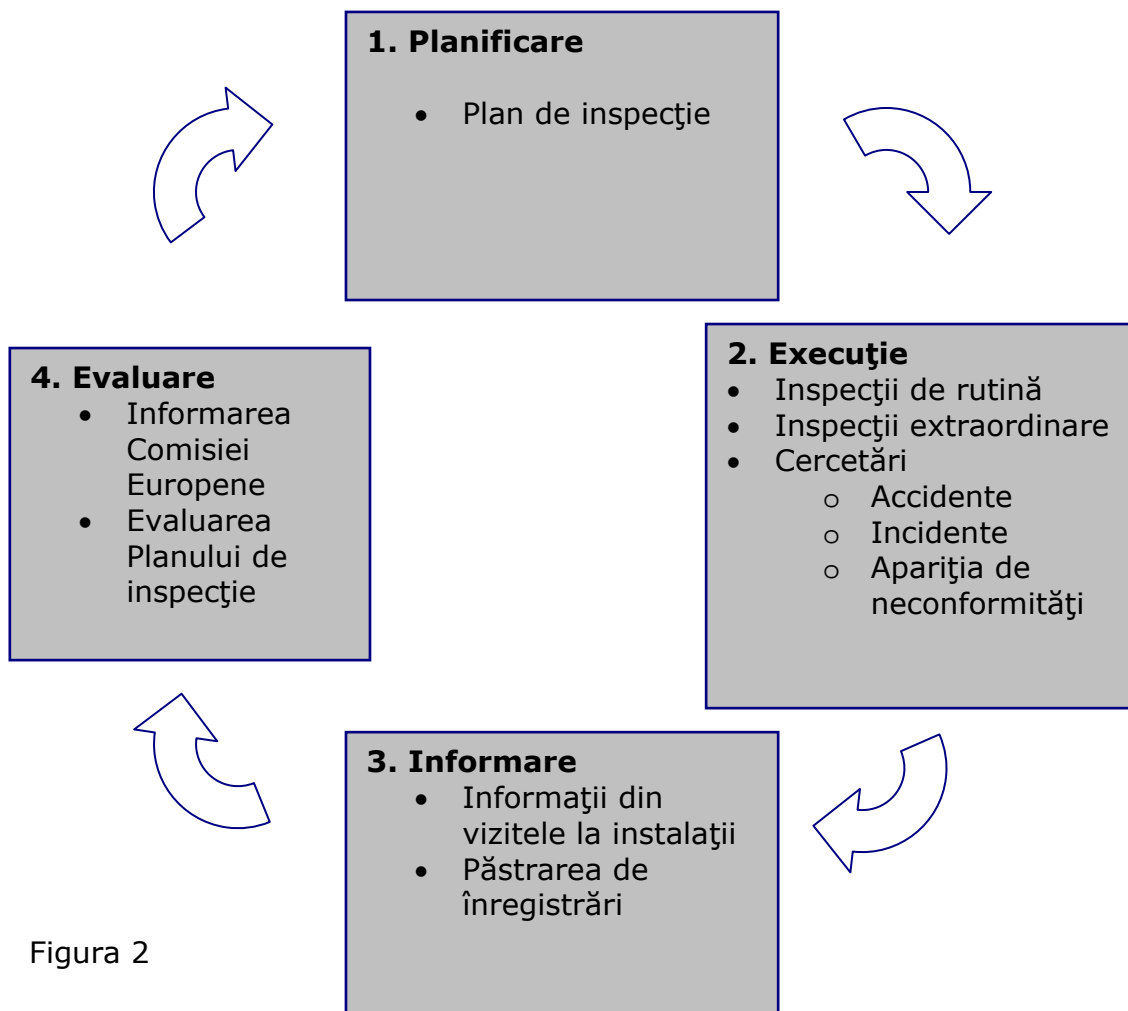 1. Planificare
• Plan de inspecţie
2. Execuţie
• Inspecţii de rutină
• Inspecţii extraordinare
• Cercetări
o Accidente
o Incidente
o Apariţia de
neconformităţi
3. Informare
• Informaţii din
vizitele la instalaţii
• Păstrarea de
înregistrări
4. Evaluare
• Informarea
Comisiei
Europene
• Evaluarea
Planului de
inspecţie
Figura 2